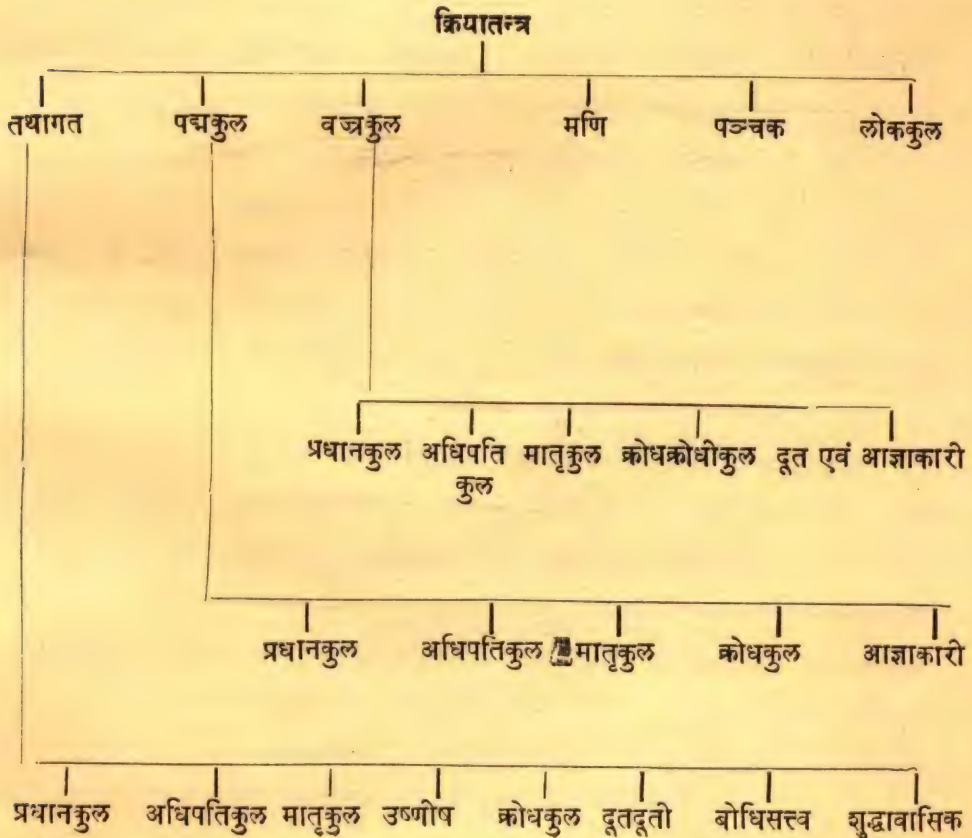 क्रियातन्त्र
तथागत पद्मकुल वज्रकुल मणि पञ्चक लोककुल
प्रधानकुल अधिपति मातृकुल क्रोधक्रोधीकुल दूत एवं आज्ञाकारी
कुल
प्रधानकुल अधिपतिकुल मातृकुल क्रोधकुल आज्ञाकारी
प्रधानकुल अधिपतिकुल मातृकुल उष्णीष क्रोधकुल दूतदूती बोधिसत्त्व शुद्धावासिक